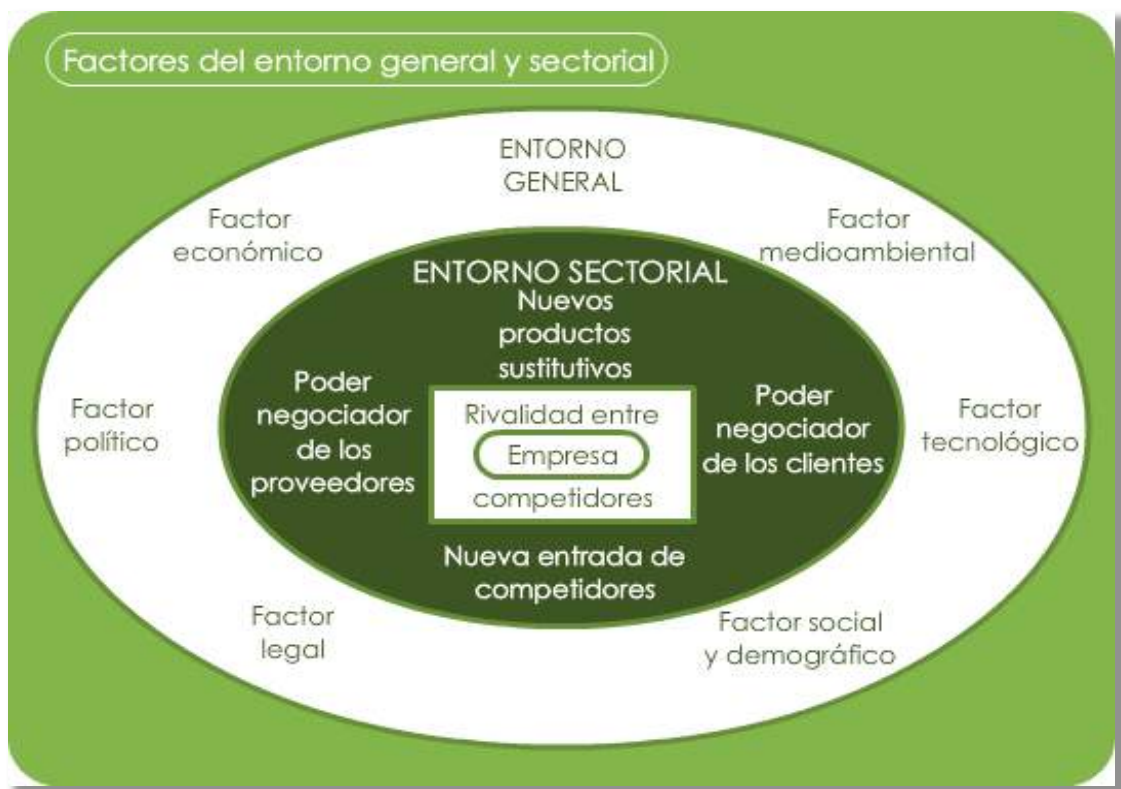 Factores del entorno general y sectorial
ENTORNO
GENERAL
Factor
económico
Factor
medioambiental
ENTORNO SECTORIAL
Nuevos
productos
sustitutivos
Factor
político
Poder
negociador
de los
proveedores
Rivalidad entre
Empresa
competidores
Poder
negociador
de los clientes
Factor
tecnológico
Nueva entrada de
competidores
Factor
legal
Factor social
y demográfico